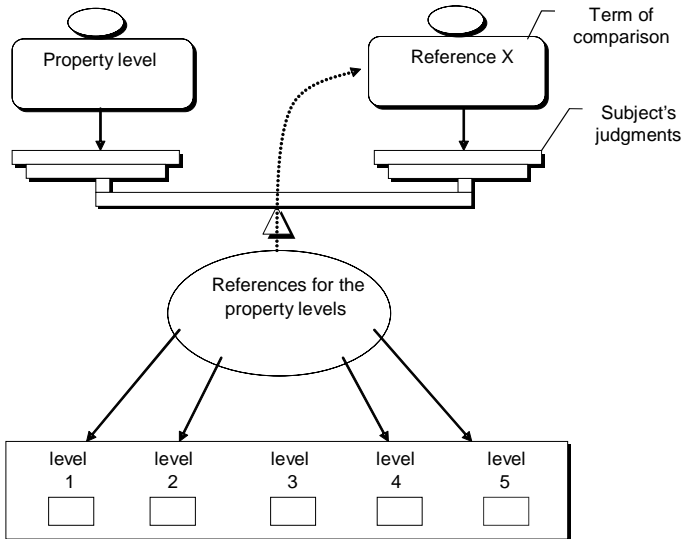 Property level
Reference X
Term of
comparison
Subject's
judgments
References for the
property levels
level
1
level
2
level
3
level
4
level
5